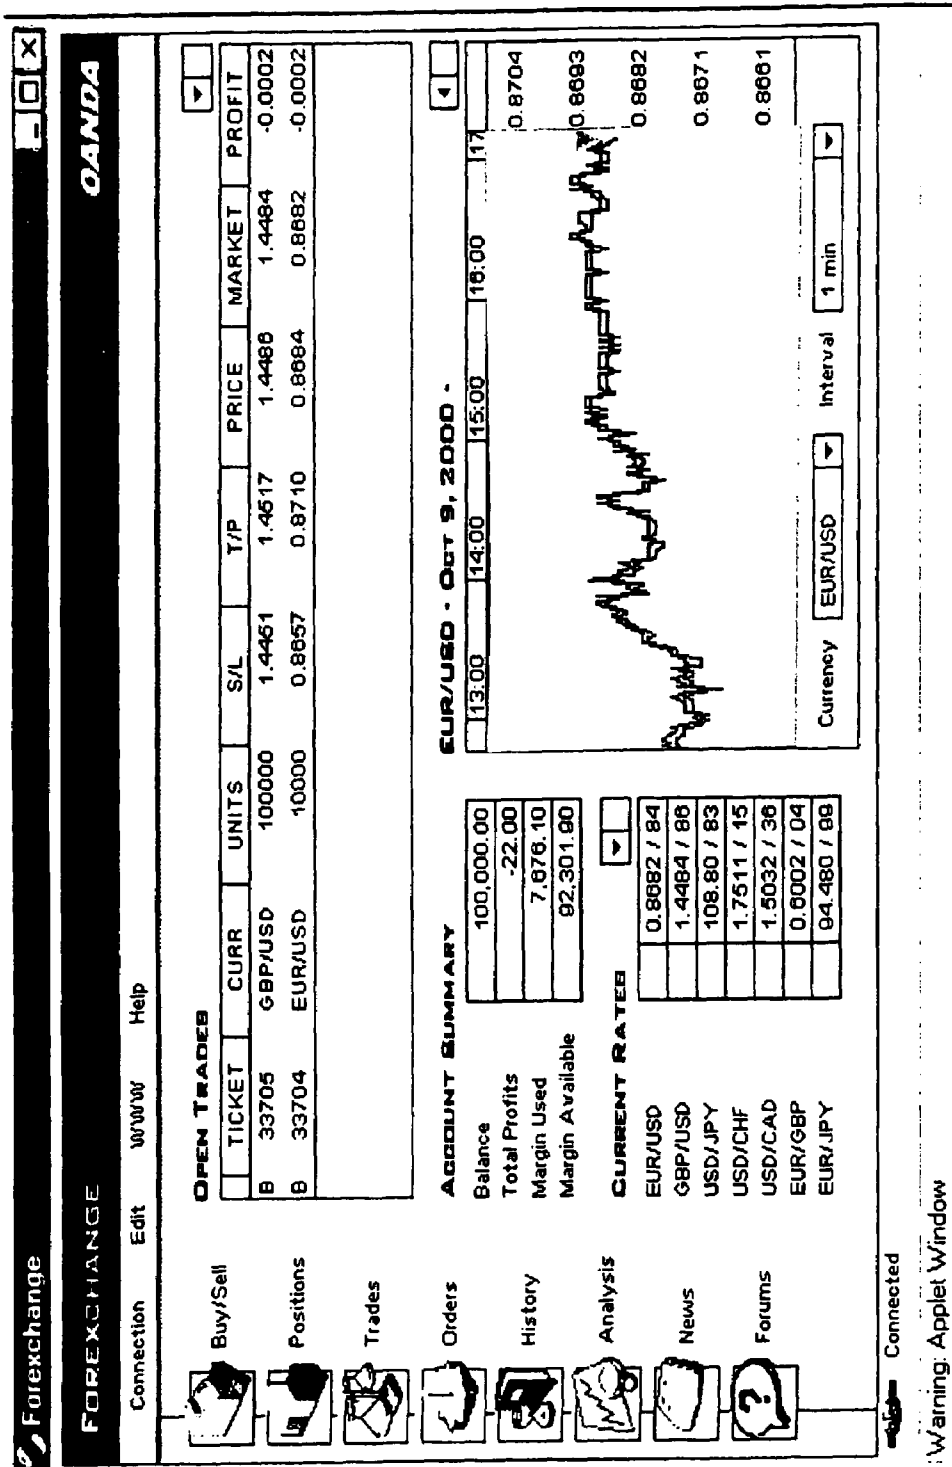 Forexchange
FOREXCHANGE OANDA
Connection Edit WWW Help
Buy/Sell
Positions
Trades
Orders
History
Analysis
News
Forums
OPEN TRADES
TICKET CURR UNITS S/L T/P PRICE MARKET PROFIT
B 33705 GBP/USD 100000 1.4461 1.4517 1.4486 1.4484 -0.0002
B 33704 EUR/USD 10000 0.8657 0.8710 0.8684 0.8682 -0.0002
ACCOUNT SUMMARY
Balance 100,000.00
Total Profits -22.00
Margin Used 7,676.10
Margin Available 92,301.90
CURRENT RATES
EUR/USD 0.8682 / 84
GBP/USD 1.4484 / 86
USD/JPY 108.80 / 83
USD/CHF 1.7511 / 15
USD/CAD 1.5032 / 36
EUR/GBP 0.6002 / 04
EUR/JPY 94.480 / 99
EUR/USD - OCT 9, 2000 -
13:00 14:00 15:00 16:00 17
0.8704
0.8693
0.8682
0.8671
0.8661
Currency EUR/USD Interval 1 min
Connected
Warning: Applet Window